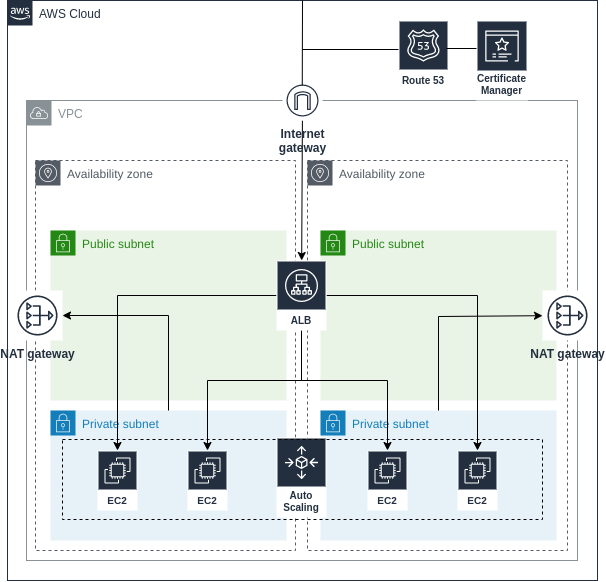 aws
AWS Cloud
53
Route 53
Certificate
Manager
VPC
Internet
gateway
Availability zone
Availability zone
Public subnet
Public subnet
ALB
NAT gateway
NAT gateway
Private subnet
Private subnet
EC2
EC2
Auto
Scaling
EC2
EC2